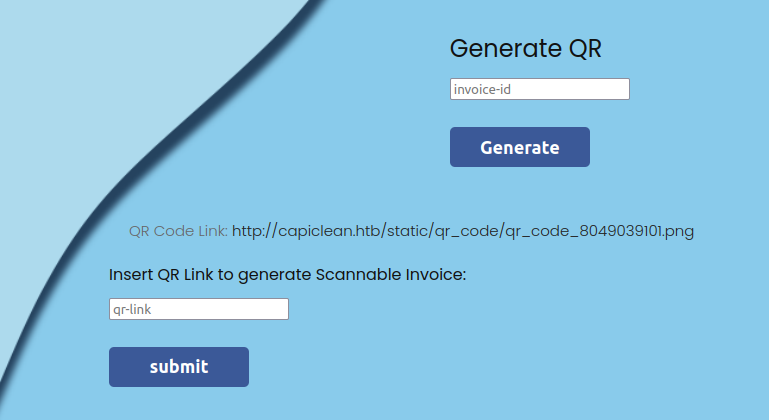 Generate QR
invoice-id
Generate
QR Code Link: http://capiclean.htb/static/qr_code/qr_code_8049039101.png
Insert QR Link to generate Scannable Invoice:
qr-link
submit